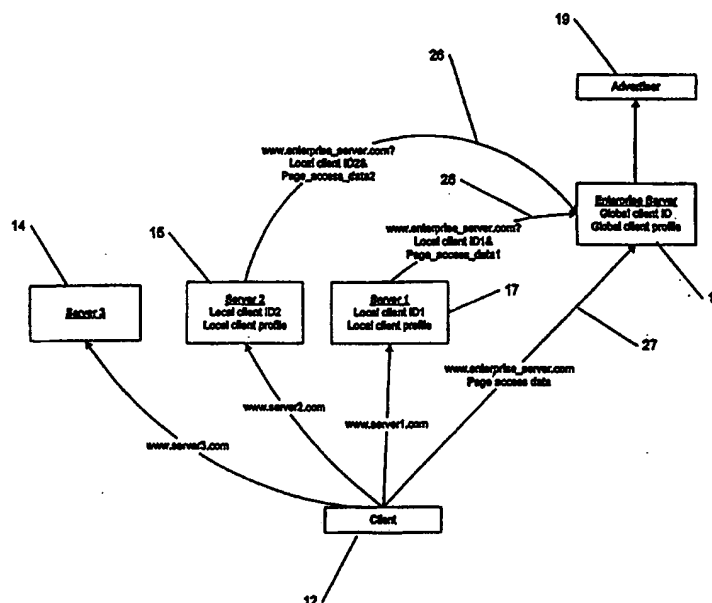 26
19
Advertiser
www.enterprise_server.com?
Local client ID2&
Page_access_data2
28
Enterprise Server
Global client ID
Global client profile
www.enterprise_server.com?
Local client ID1&
Page_access_data1
14
15
Server 3
Server 2
Local client ID2
Local client profile
Server 1
Local client ID1
Local client profile
17
27
www.enterprise_server.com
Page access data
www.server2.com
www.server1.com
www.server3.com
Client
12